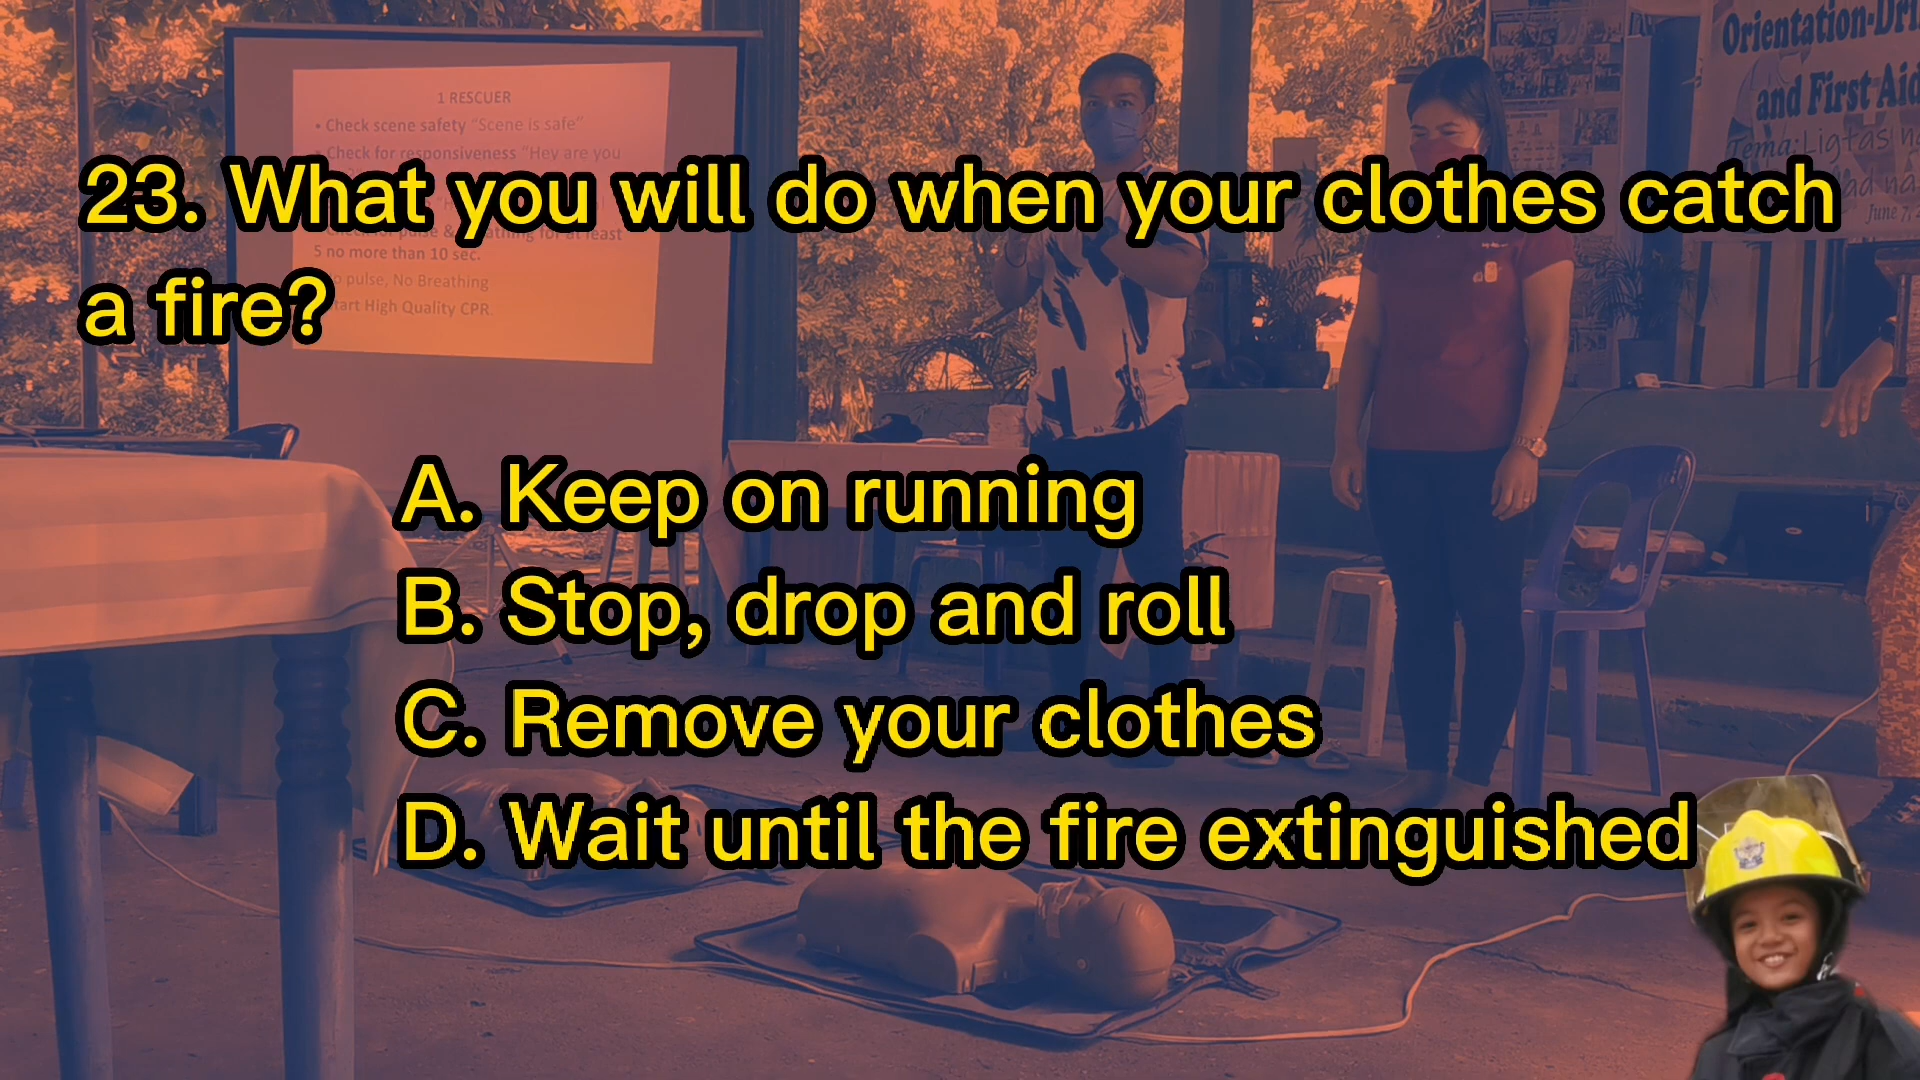 Orientation-Dri
and First Aid
Tema: Ligtas
June 7,
1 RESCUER
• Check scene safety "Scene is safe"
• Check for responsiveness "Hey are you
5 no more than 10 sec.
pulse, No Breathing
tart High Quality CPR.
23. What you will do when your clothes catch
a fire?
A. Keep on running
B. Stop, drop and roll
C. Remove your clothes
D. Wait until the fire extinguished